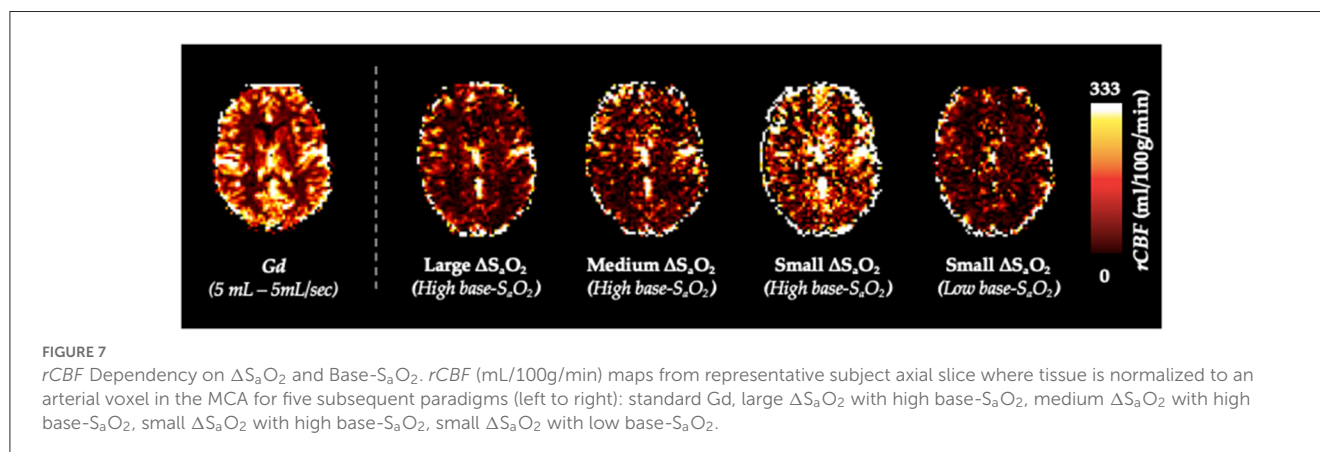 333
rCBF (ml/100g/min)
0
Gd
(5 mL – 5mL/sec)
Large ΔSₐO₂
(High base-SₐO₂)
Medium ΔSₐO₂
(High base-SₐO₂)
Small ΔSₐO₂
(High base-SₐO₂)
Small ΔSₐO₂
(Low base-SₐO₂)
FIGURE 7
rCBF Dependency on ΔSₐO₂ and Base-SₐO₂. rCBF (mL/100g/min) maps from representative subject axial slice where tissue is normalized to an
arterial voxel in the MCA for five subsequent paradigms (left to right): standard Gd, large ΔSₐO₂ with high base-SₐO₂, medium ΔSₐO₂ with high
base-SₐO₂, small ΔSₐO₂ with high base-SₐO₂, small ΔSₐO₂ with low base-SₐO₂.